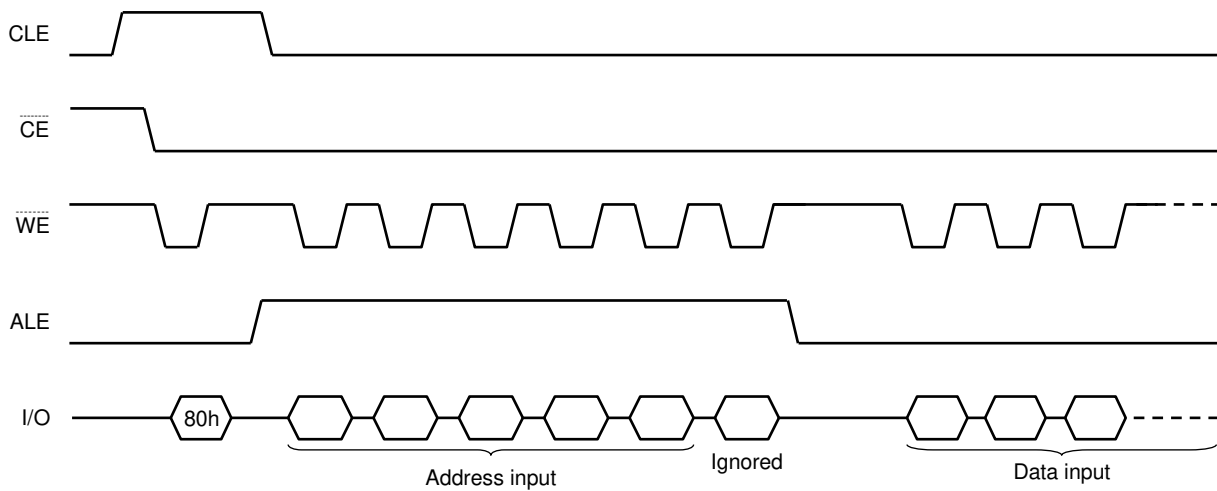 CLE
CE
WE
ALE
I/O
80h
Address input
Ignored
Data input